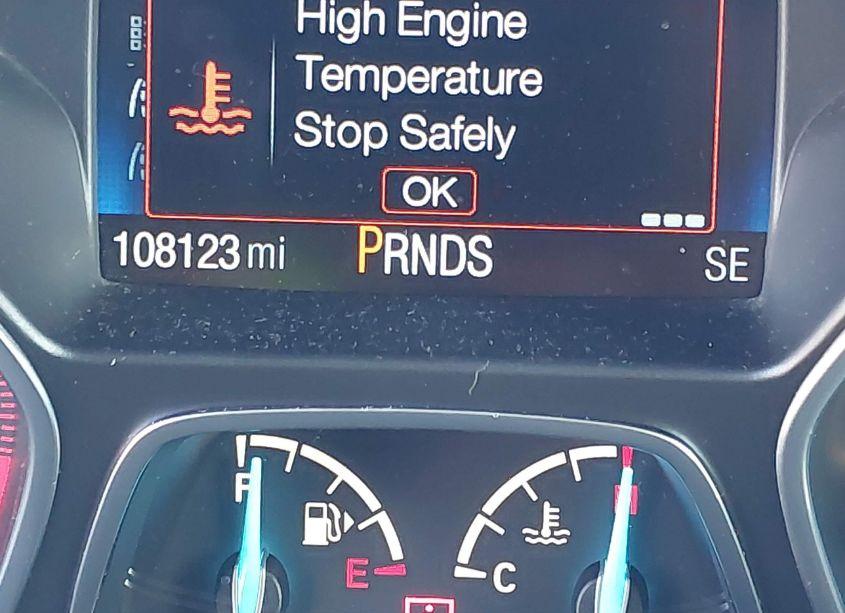 High Engine
Temperature
Stop Safely
OK
108123 mi PRNDS SE
F H
E C